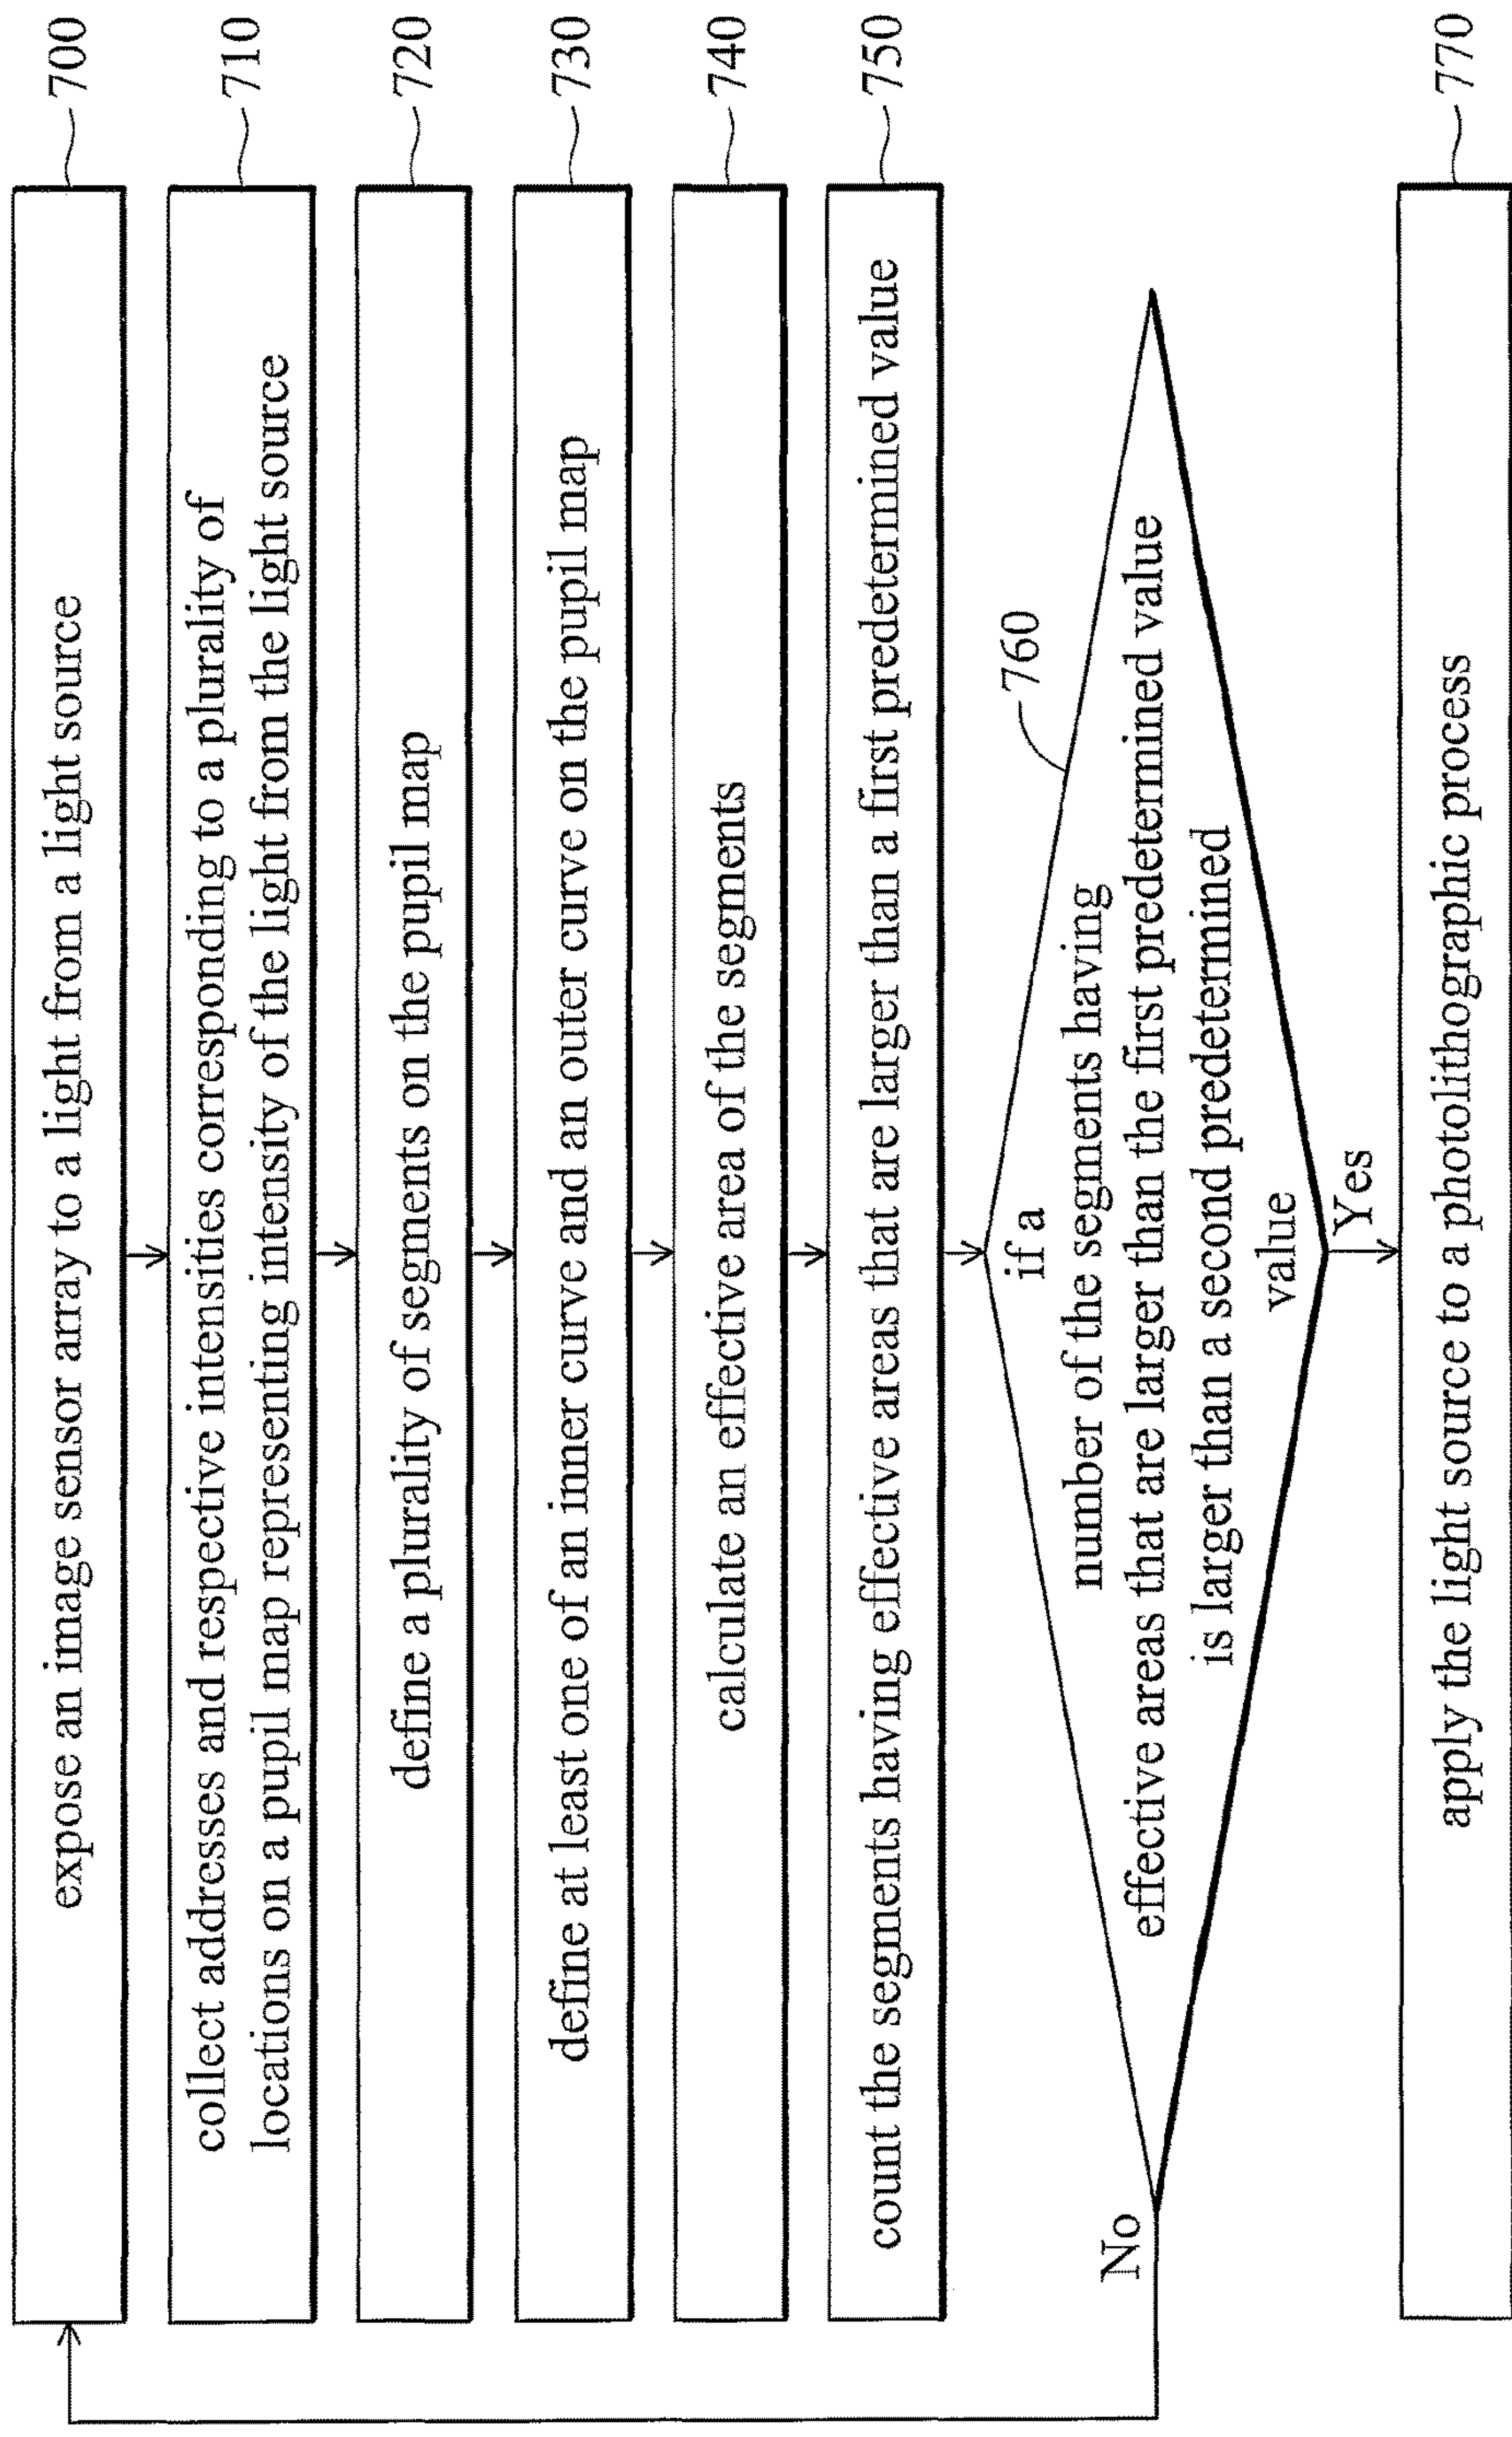 expose an image sensor array to a light from a light source
700
collect addresses and respective intensities corresponding to a plurality of
locations on a pupil map representing intensity of the light from the light source
710
define a plurality of segments on the pupil map
720
define at least one of an inner curve and an outer curve on the pupil map
730
calculate an effective area of the segments
740
count the segments having effective areas that are larger than a first predetermined value
750
if a
number of the segments having
effective areas that are larger than the first predetermined value
is larger than a second predetermined
value
760
No
Yes
apply the light source to a photolithographic process
770